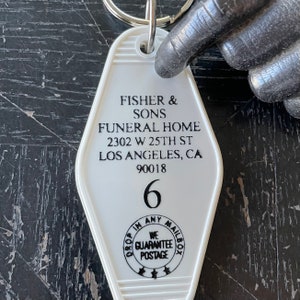 FISHER &
SONS
FUNERAL HOME
2302 W 25TH ST
LOS ANGELES, CA
90018
6
DROP IN ANY MAILBOX
WE
GUARANTEE
POSTAGE